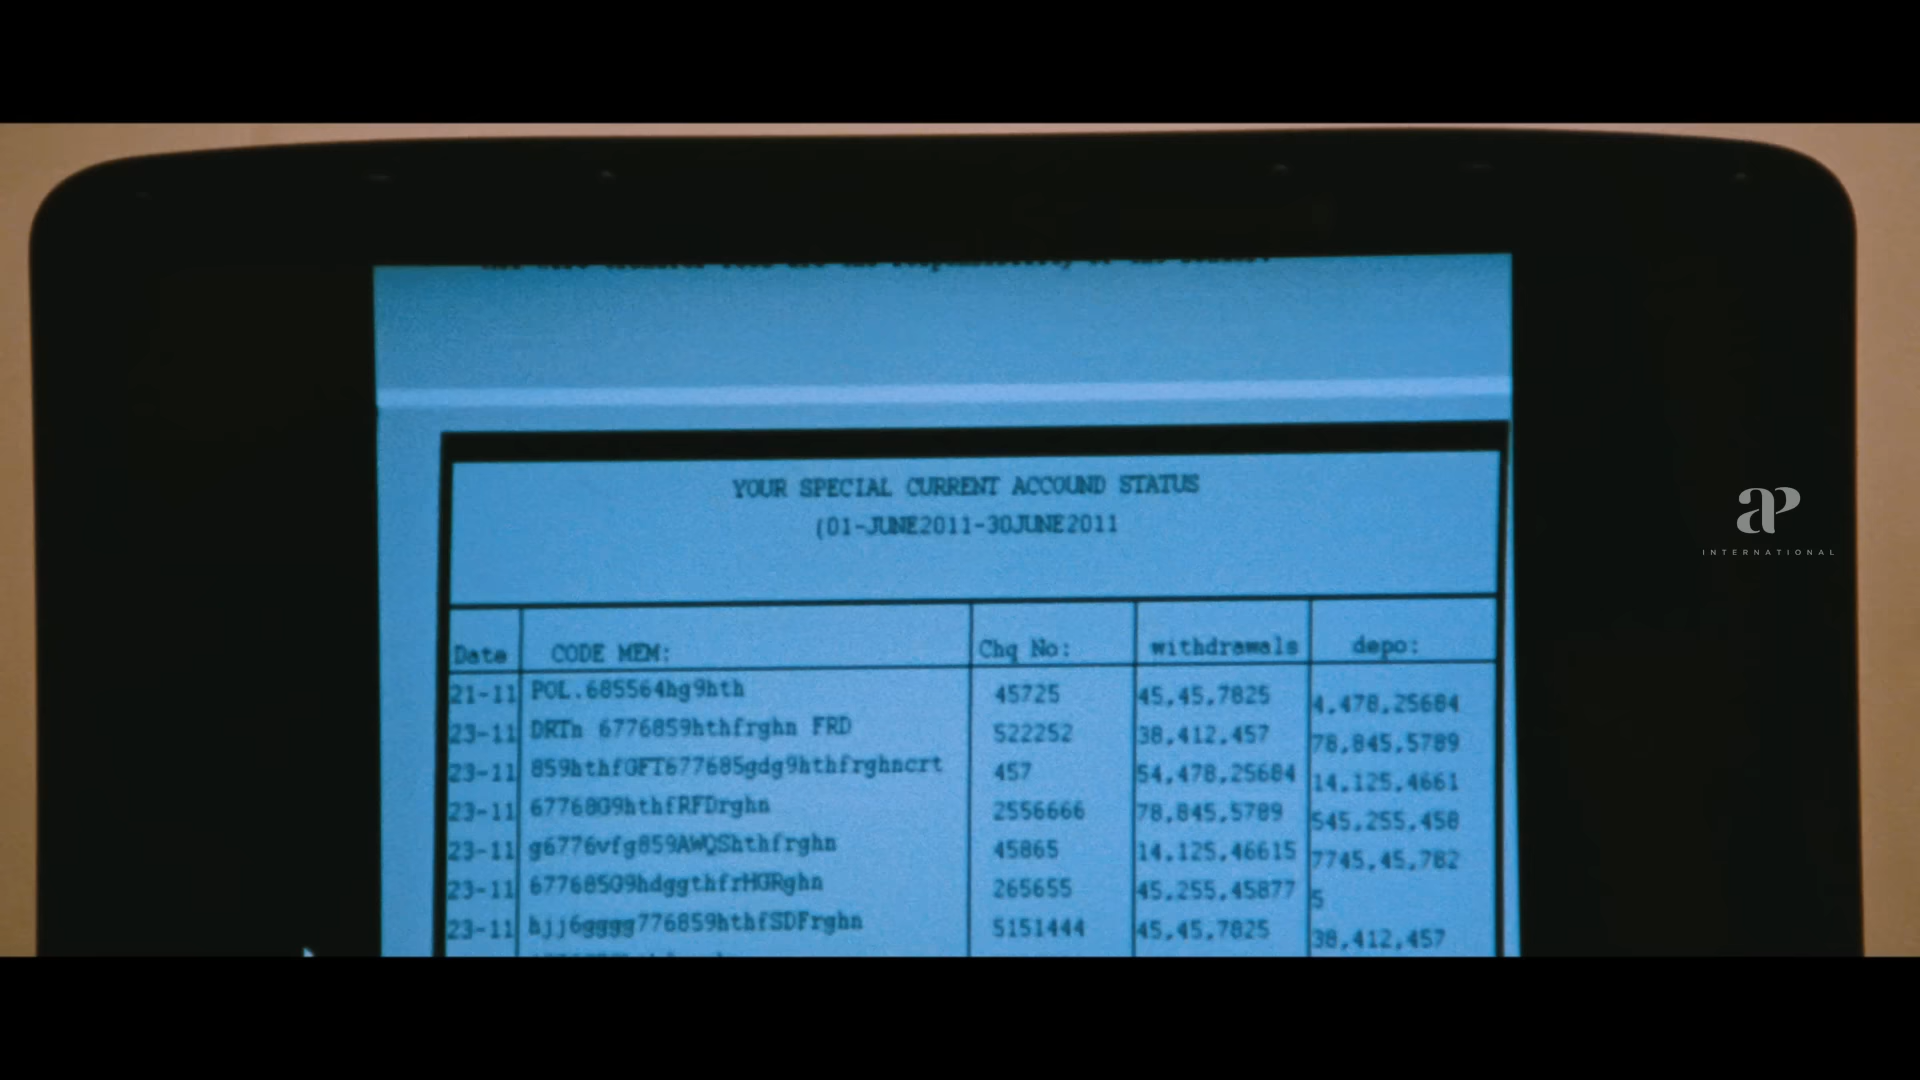 YOUR SPECIAL CURRENT ACCOUND STATUS
(01-JUNE2011-30JUNE2011
Date CODE MEM: Chq No: withdrawals depo:
21-11 POL.685564hg9hth 45725 45,45,7825 4,478,25684
23-11 DRTn 6776859hthfrghn FRD 522252 38,412,457 78,845,5789
23-11 859hthfGFT677685gdg9hthfrghncrt 457 54,478,25684 14,125,4661
23-11 67768G9hthfRFDrghn 2556666 78,845,5789 545,255,458
23-11 g6776vfg859AWQShthfrghn 45865 14,125,46615 7745,45,782
23-11 677685G9hdggthfrHGRghn 265655 45,255,45877 5
23-11 hjj6gggg776859hthfSDFrghn 5151444 45,45,7825 38,412,457
aP
INTERNATIONAL